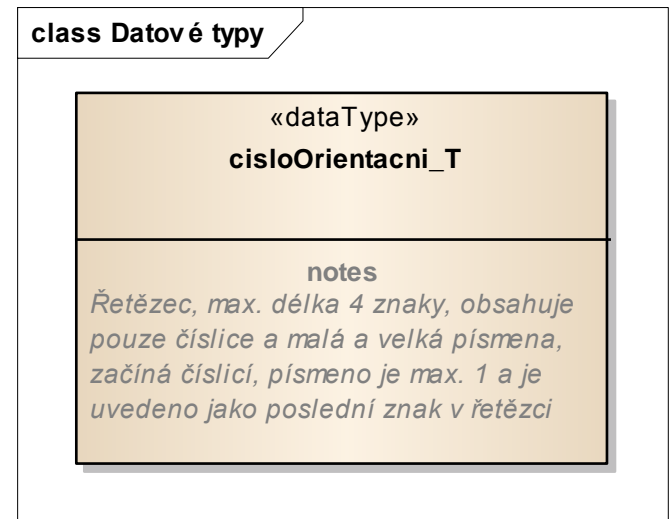 class Datové typy
«dataType»
cisloOrientacni_T
notes
Řetězec, max. délka 4 znaky, obsahuje
pouze číslice a malá a velká písmena,
začíná číslicí, písmeno je max. 1 a je
uvedeno jako poslední znak v řetězci